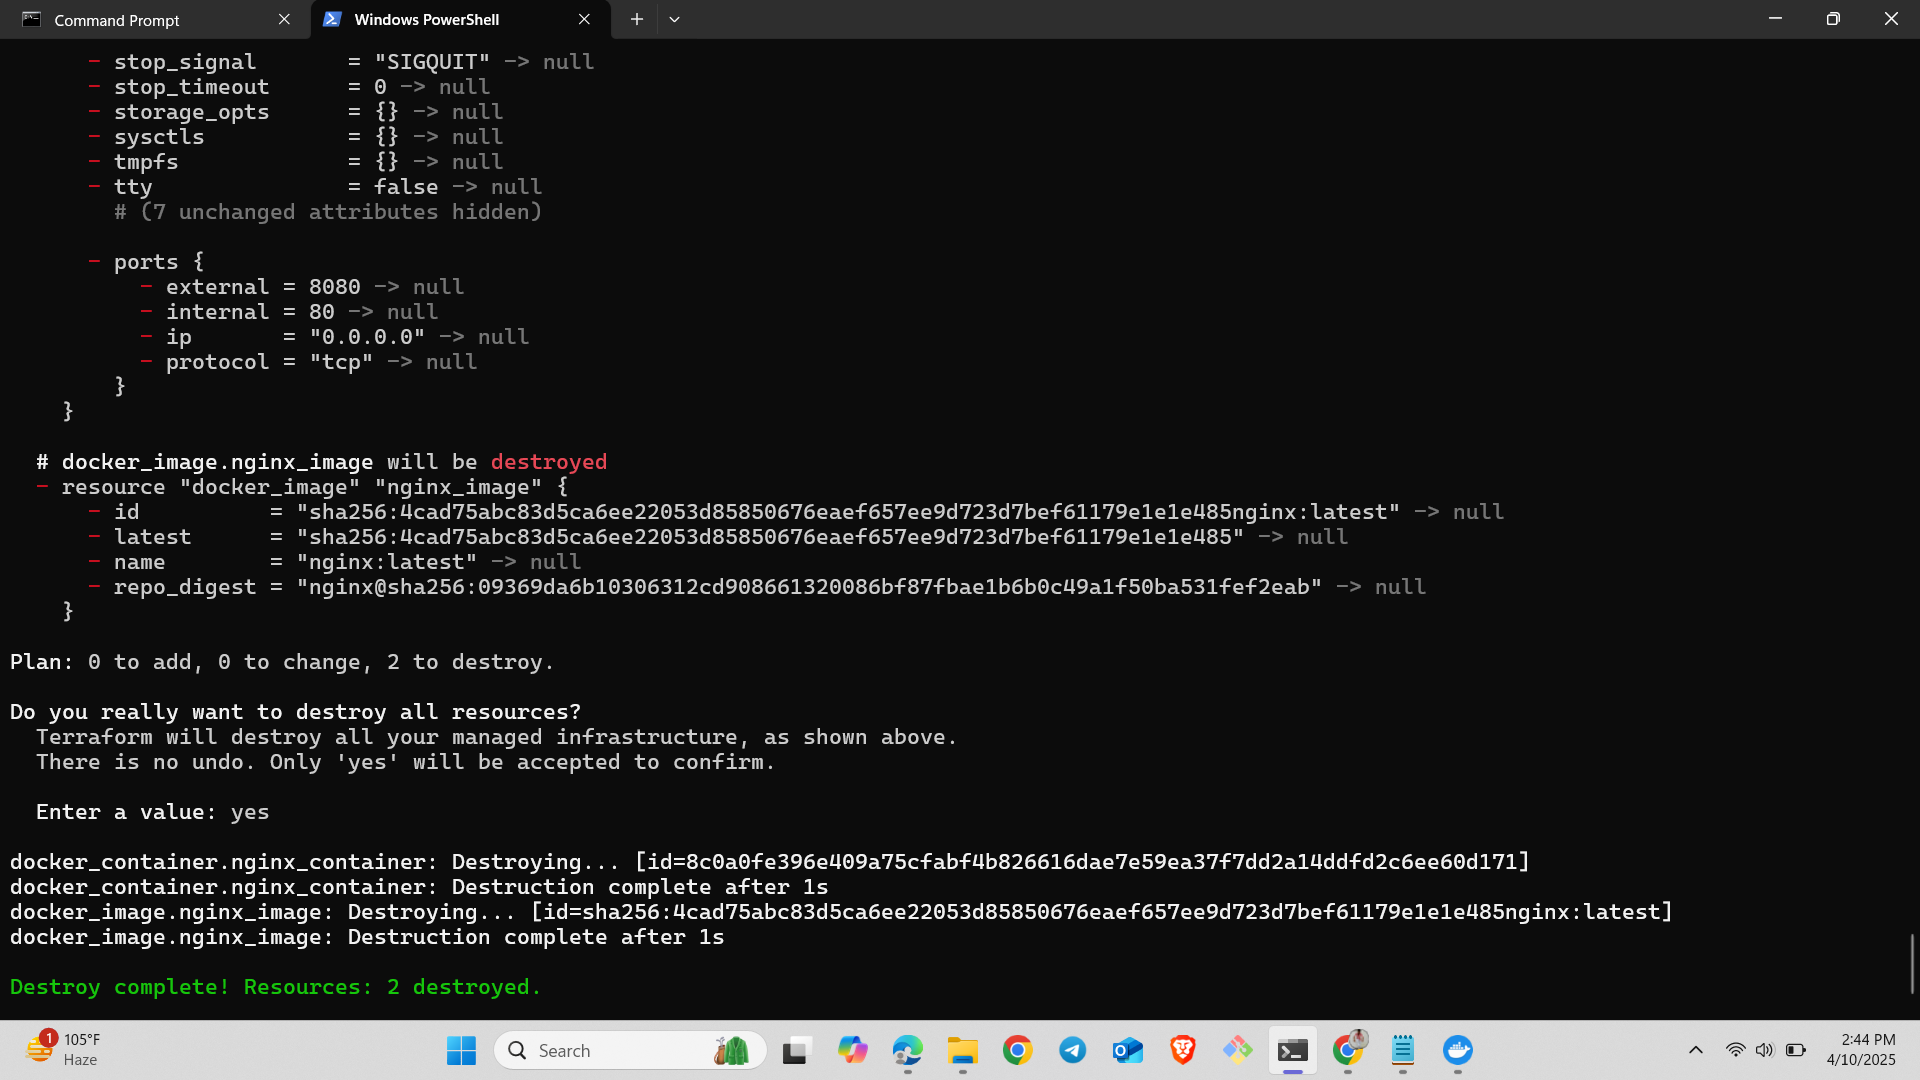 Command Prompt
Windows PowerShell
- stop_signal       = "SIGQUIT" -> null
- stop_timeout      = 0 -> null
- storage_opts      = {} -> null
- sysctls           = {} -> null
- tmpfs             = {} -> null
- tty               = false -> null
# (7 unchanged attributes hidden)
- ports {
- external = 8080 -> null
- internal = 80 -> null
- ip       = "0.0.0.0" -> null
- protocol = "tcp" -> null
}
}
# docker_image.nginx_image will be destroyed
- resource "docker_image" "nginx_image" {
- id          = "sha256:4cad75abc83d5ca6ee22053d85850676eaef657ee9d723d7bef61179e1e1e485nginx:latest" -> null
- latest      = "sha256:4cad75abc83d5ca6ee22053d85850676eaef657ee9d723d7bef61179e1e1e485" -> null
- name        = "nginx:latest" -> null
- repo_digest = "nginx@sha256:09369da6b10306312cd908661320086bf87fbae1b6b0c49a1f50ba531fef2eab" -> null
}
Plan: 0 to add, 0 to change, 2 to destroy.
Do you really want to destroy all resources?
Terraform will destroy all your managed infrastructure, as shown above.
There is no undo. Only 'yes' will be accepted to confirm.
Enter a value: yes
docker_container.nginx_container: Destroying... [id=8c0a0fe396e409a75cfabf4b826616dae7e59ea37f7dd2a14ddfd2c6ee60d171]
docker_container.nginx_container: Destruction complete after 1s
docker_image.nginx_image: Destroying... [id=sha256:4cad75abc83d5ca6ee22053d85850676eaef657ee9d723d7bef61179e1e1e485nginx:latest]
docker_image.nginx_image: Destruction complete after 1s
Destroy complete! Resources: 2 destroyed.
1
105°F
Haze
Search
2:44 PM
4/10/2025